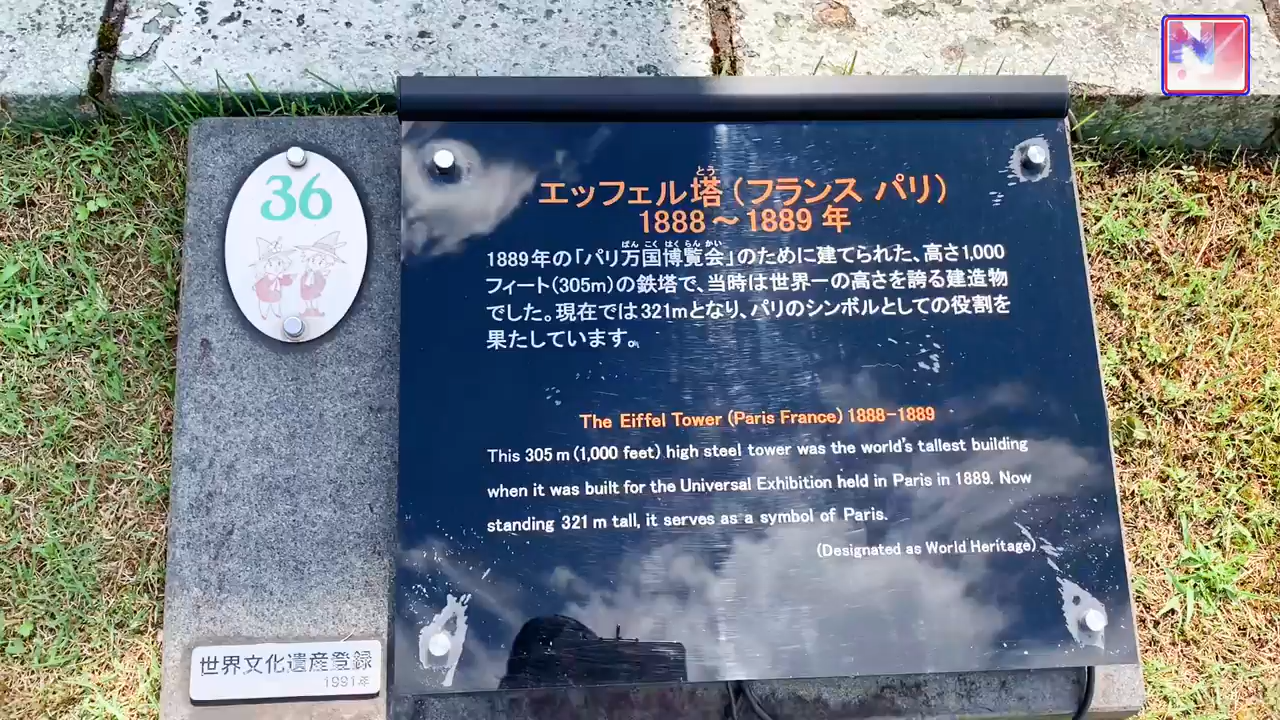 36
エッフェル塔(フランス パリ)
とう
1888～1889年
1889年の「パリ万国博覧会」のために建てられた、高さ1,000
ばん こく はく らん かい
フィート(305m)の鉄塔で、当時は世界一の高さを誇る建造物
でした。現在では321mとなり、パリのシンボルとしての役割を
果たしています。
The Eiffel Tower (Paris France) 1888-1889
This 305 m (1,000 feet) high steel tower was the world's tallest building
when it was built for the Universal Exhibition held in Paris in 1889. Now
standing 321 m tall, it serves as a symbol of Paris.
(Designated as World Heritage)
世界文化遺産登録
1991年